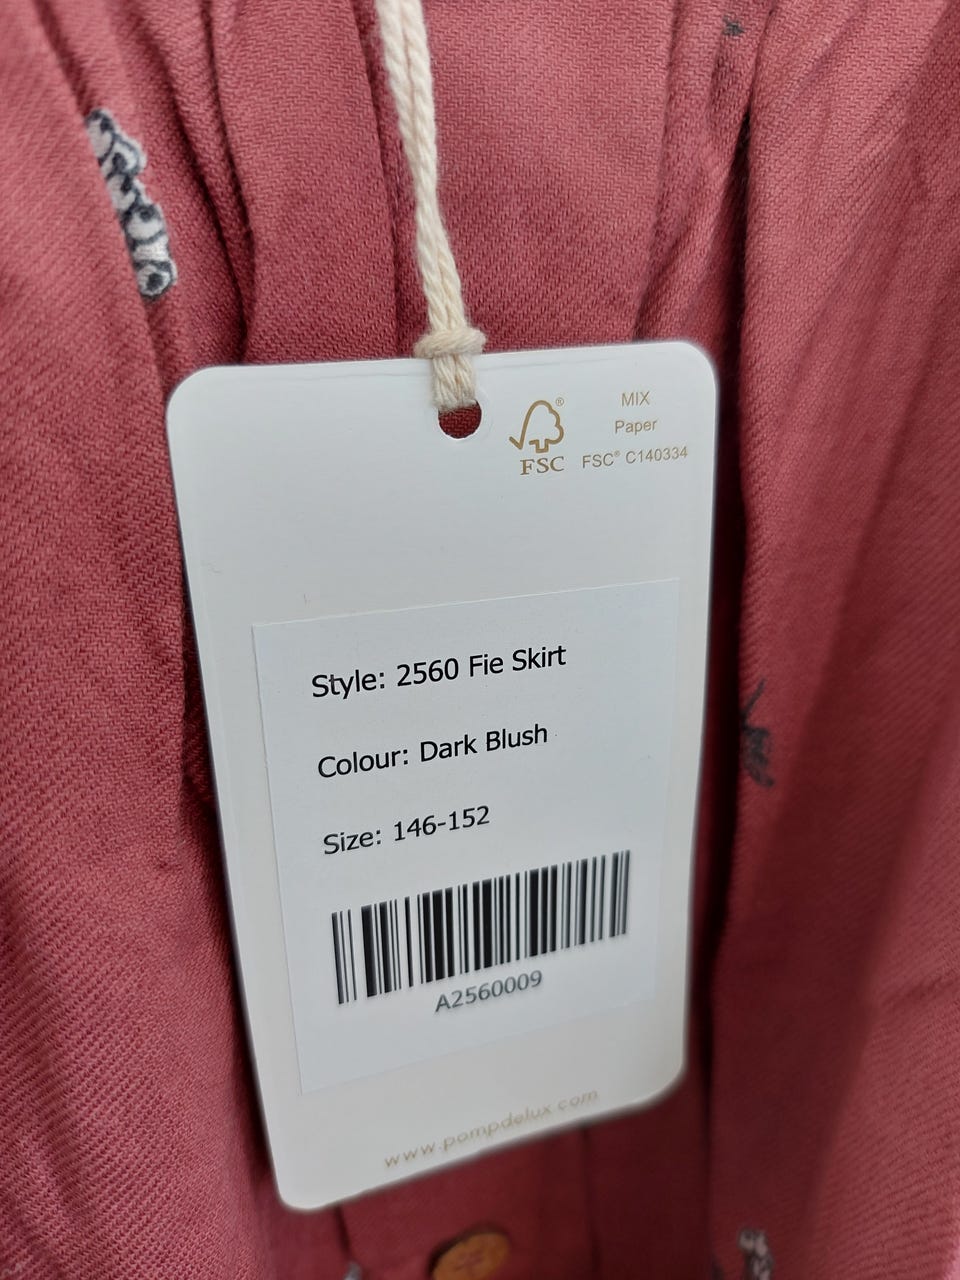 MIX
Paper
FSC® C140334
®
FSC
Style: 2560 Fie Skirt
Colour: Dark Blush
Size: 146-152
A2560009
www.pompdelux.com